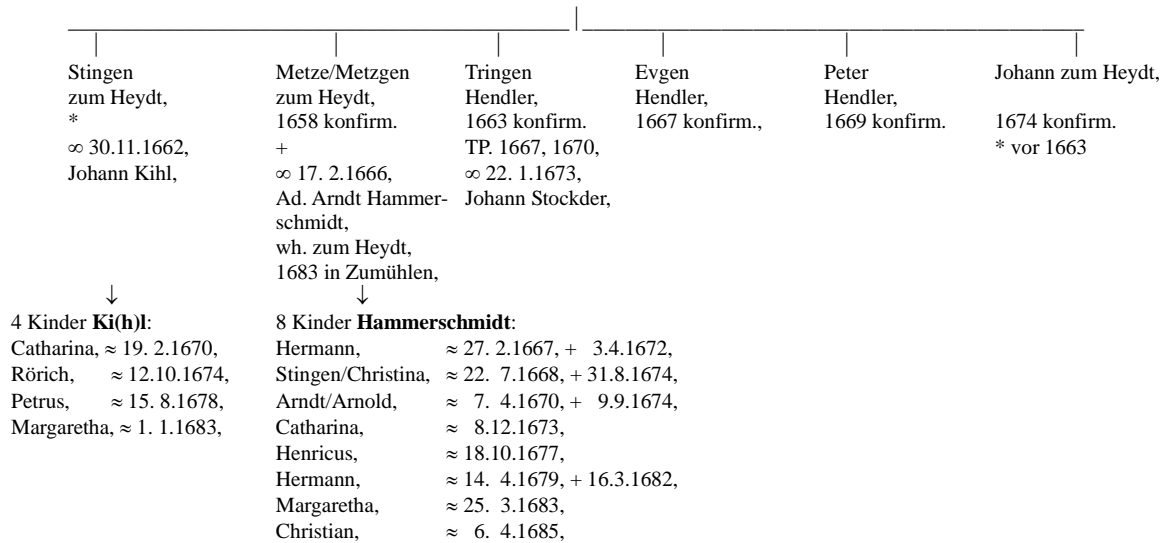 Stingen
zum Heydt,
*
∞ 30.11.1662,
Johann Kihl,
Metze/Metzgen
zum Heydt,
1658 konfirm.
+
∞ 17. 2.1666,
Ad. Arndt Hammer-
schmidt,
wh. zum Heydt,
1683 in Zumühlen,
Tringen
Hendler,
1663 konfirm.
TP. 1667, 1670,
∞ 22. 1.1673,
Johann Stockder,
Evgen
Hendler,
1667 konfirm.,
Peter
Hendler,
1669 konfirm.
Johann zum Heydt,
1674 konfirm.
* vor 1663
↓
4 Kinder Ki(h)l:
Catharina, ≈ 19. 2.1670,
Rörich, ≈ 12.10.1674,
Petrus, ≈ 15. 8.1678,
Margaretha, ≈ 1. 1.1683,
↓
8 Kinder Hammerschmidt:
Hermann, ≈ 27. 2.1667, + 3.4.1672,
Stingen/Christina, ≈ 22. 7.1668, + 31.8.1674,
Arndt/Arnold, ≈ 7. 4.1670, + 9.9.1674,
Catharina, ≈ 8.12.1673,
Henricus, ≈ 18.10.1677,
Hermann, ≈ 14. 4.1679, + 16.3.1682,
Margaretha, ≈ 25. 3.1683,
Christian, ≈ 6. 4.1685,